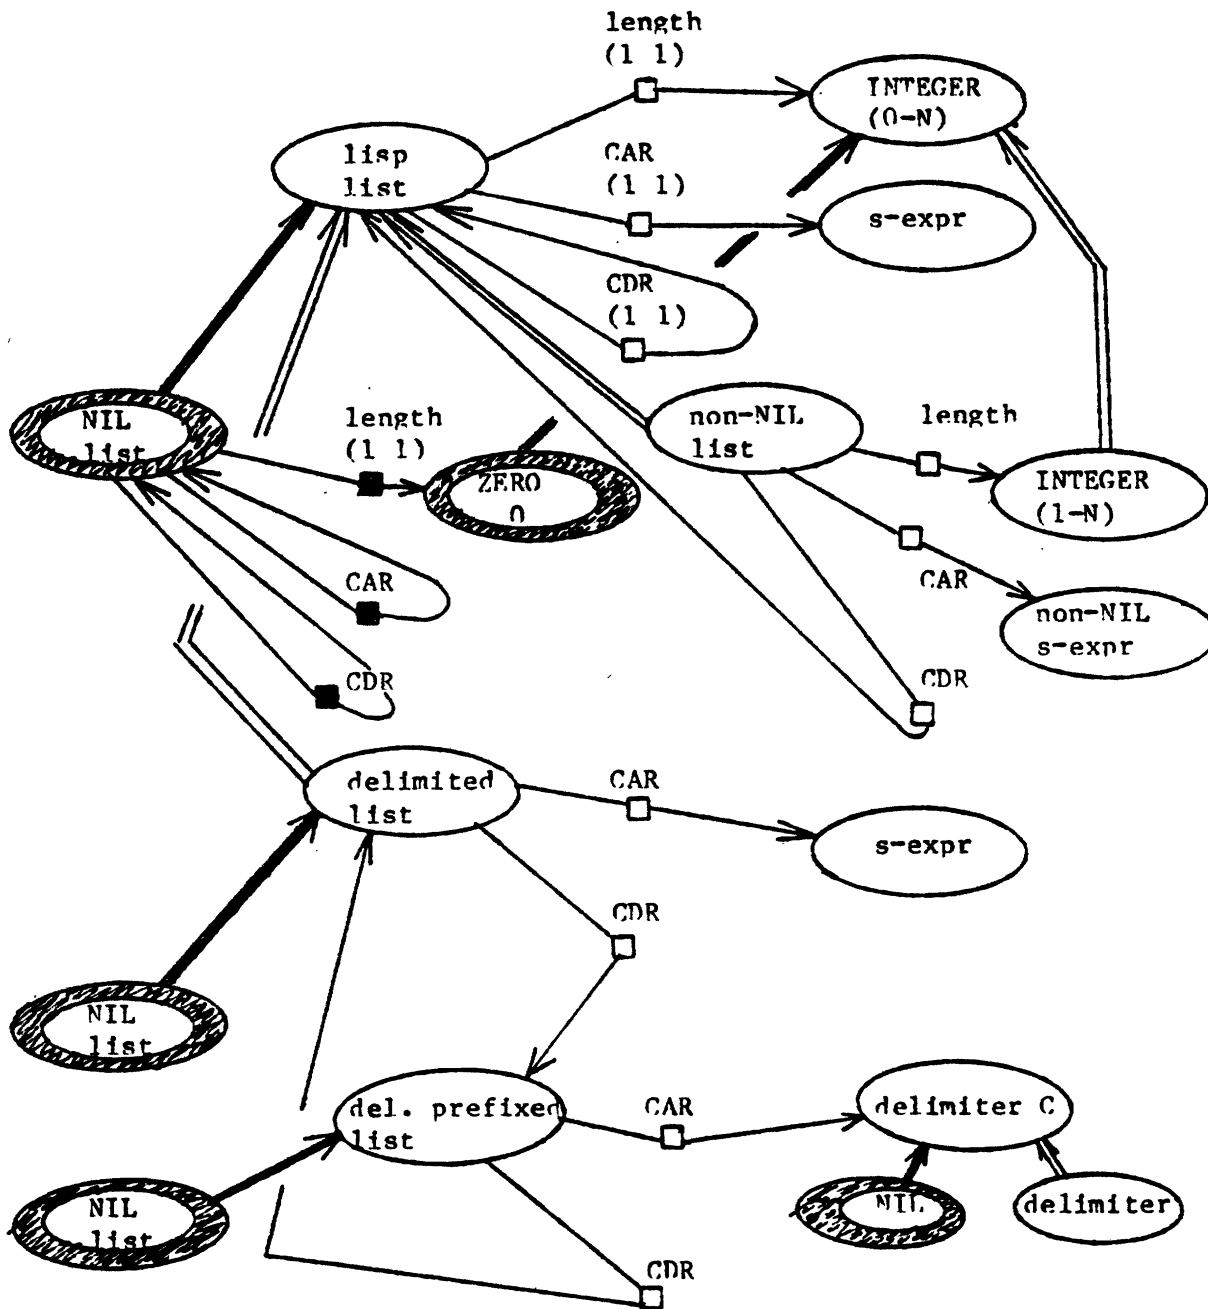 length
(1 1)
INTEGER
(0-N)
lisp
list
CAR
(1 1)
s-expr
CDR
(1 1)
NIL
list
length
(1 1)
ZERO
0
non-NIL
list
length
INTEGER
(1-N)
CAR
CAR
non-NIL
s-expr
CDR
CDR
delimited
list
CAR
s-expr
CDR
NIL
list
del. prefixed
list
CAR
delimiter C
NIL
list
NIL
delimiter
CDR